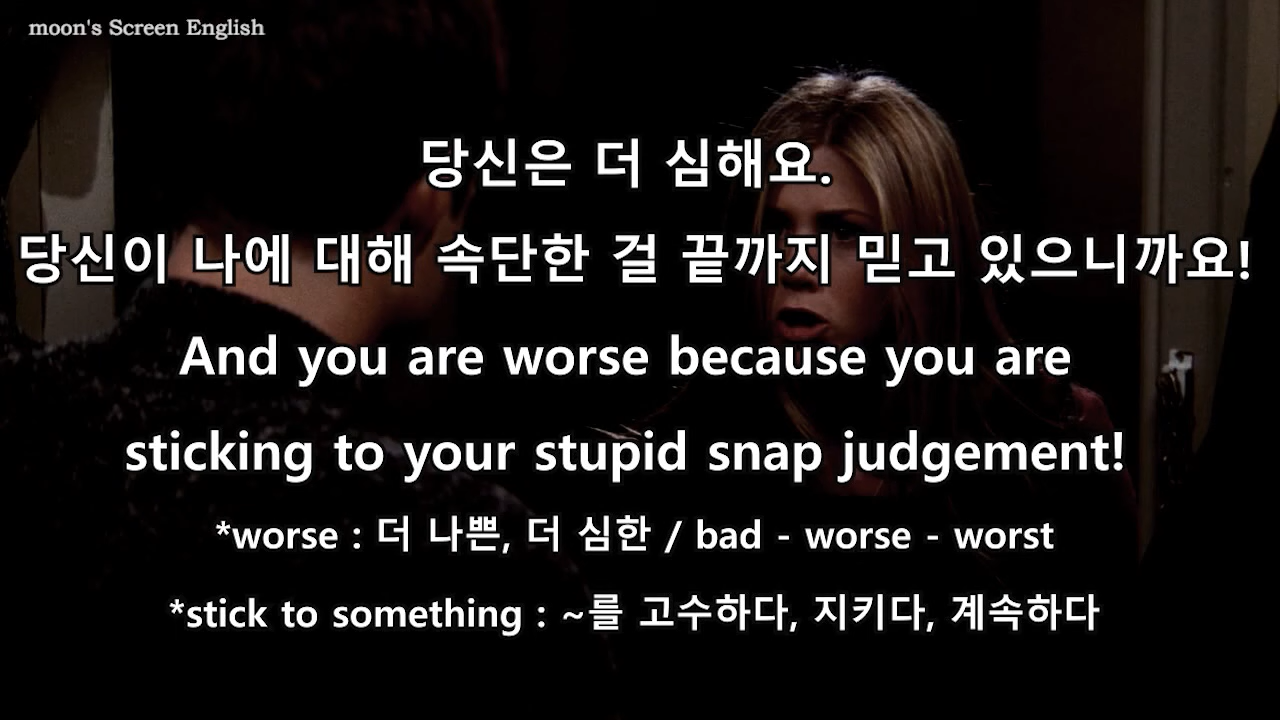 moon's Screen English
당신은 더 심해요.
당신이 나에 대해 속단한 걸 끝까지 믿고 있으니까요!
And you are worse because you are
sticking to your stupid snap judgement!
*worse : 더 나쁜, 더 심한 / bad - worse - worst
*stick to something : ~를 고수하다, 지키다, 계속하다